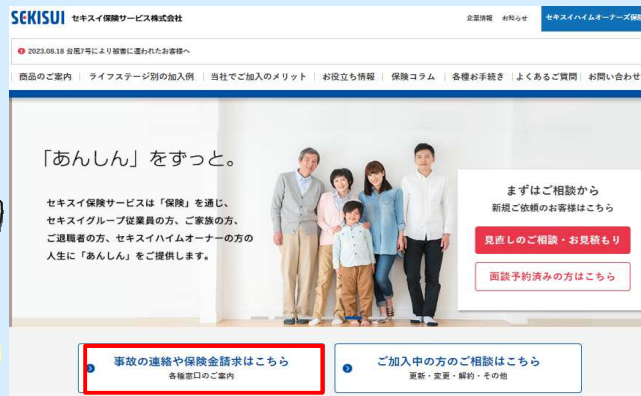 SEKISUI セキスイ保険サービス株式会社
企業情報 お知らせ セキスイハイムオーナーズ保険
2023.08.18 台風7号により被害に遭われたお客様へ
商品のご案内 ライフステージ別の加入例 当社でご加入のメリット お役立ち情報 保険コラム 各種お手続き よくあるご質問 お問い合わせ
「あんしん」をずっと。
セキスイ保険サービスは「保険」を通じ、
セキスイグループ従業員の方、ご家族の方、
ご退職者の方、セキスイハイムオーナーの方の
人生に「あんしん」をご提供します。
まずはご相談から
新規ご依頼のお客様はこちら
見直しのご相談・お見積もり
面談予約済みの方はこちら
事故の連絡や保険金請求はこちら
各種窓口のご案内
ご加入中の方のご相談はこちら
更新・変更・解約・その他